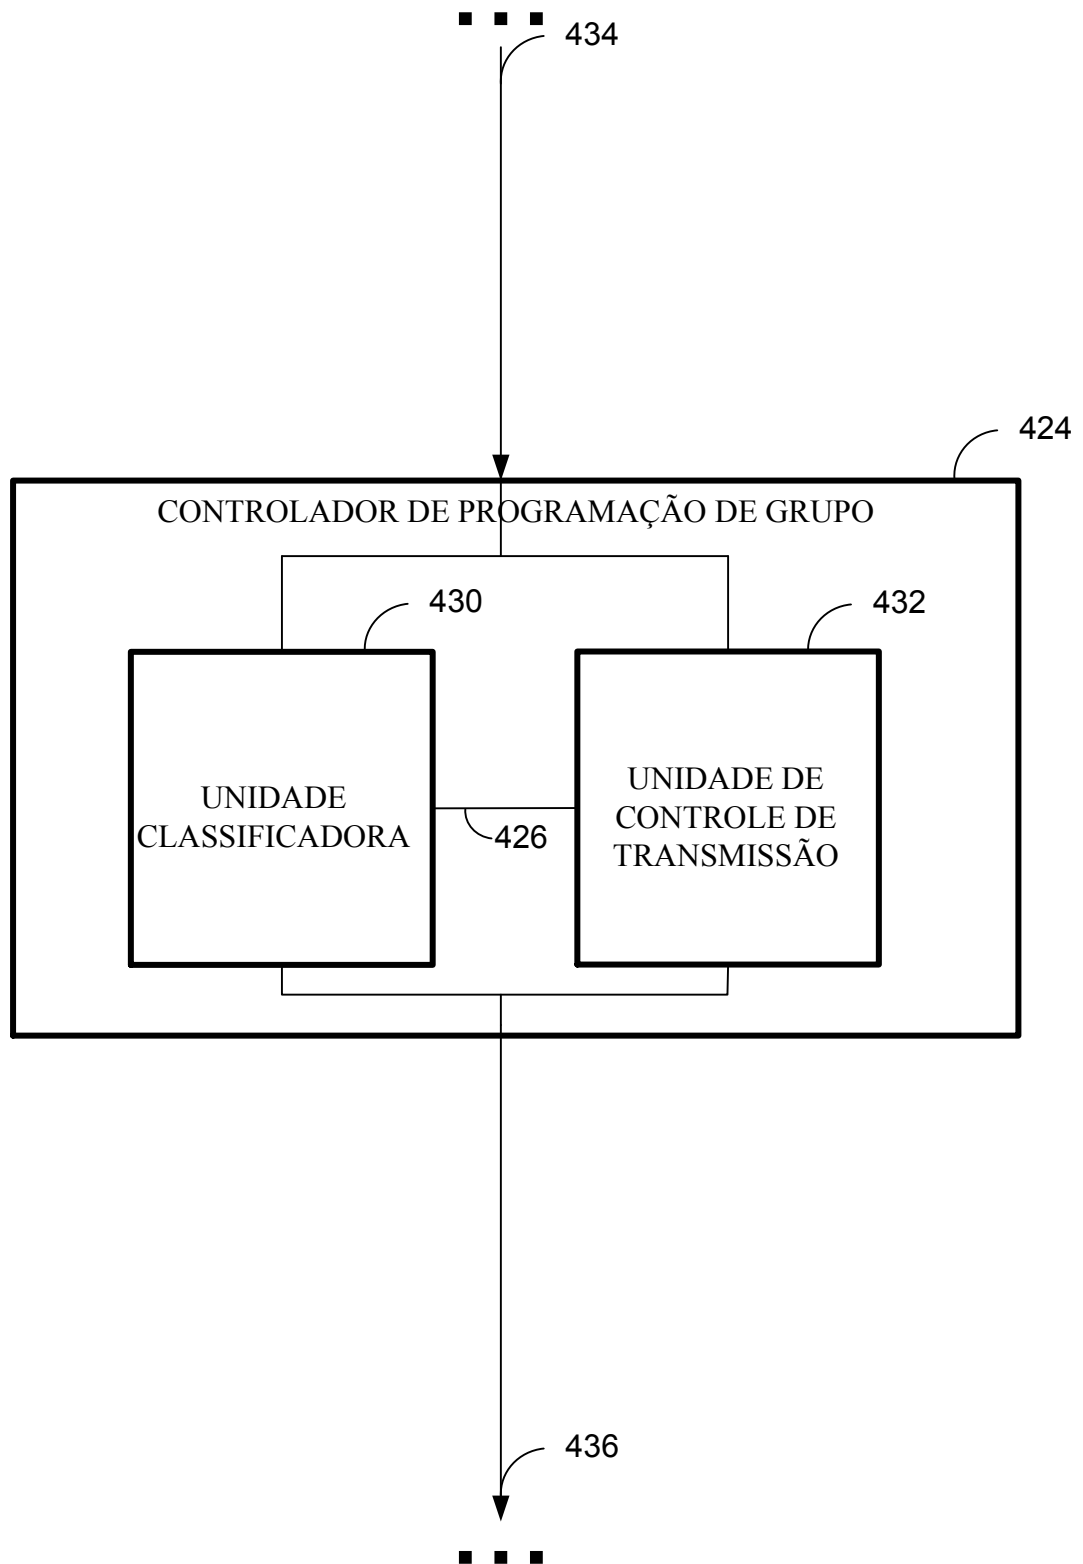 434
424
CONTROLADOR DE PROGRAMAÇÃO DE GRUPO
430
432
UNIDADE
CLASSIFICADORA
426
UNIDADE DE
CONTROLE DE
TRANSMISSÃO
436